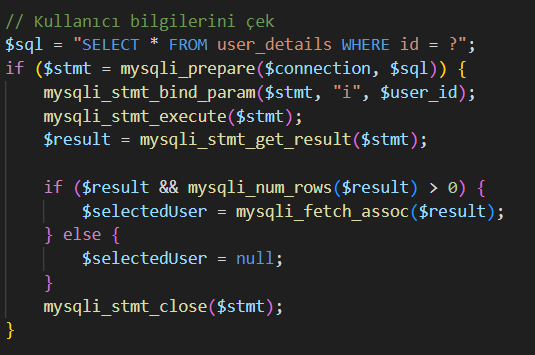 // Kullanıcı bilgilerini çek
$sql = "SELECT * FROM user_details WHERE id = ?";
if ($stmt = mysqli_prepare($connection, $sql)) {
    mysqli_stmt_bind_param($stmt, "i", $user_id);
    mysqli_stmt_execute($stmt);
    $result = mysqli_stmt_get_result($stmt);

    if ($result && mysqli_num_rows($result) > 0) {
        $selectedUser = mysqli_fetch_assoc($result);
    } else {
        $selectedUser = null;
    }
    mysqli_stmt_close($stmt);
}